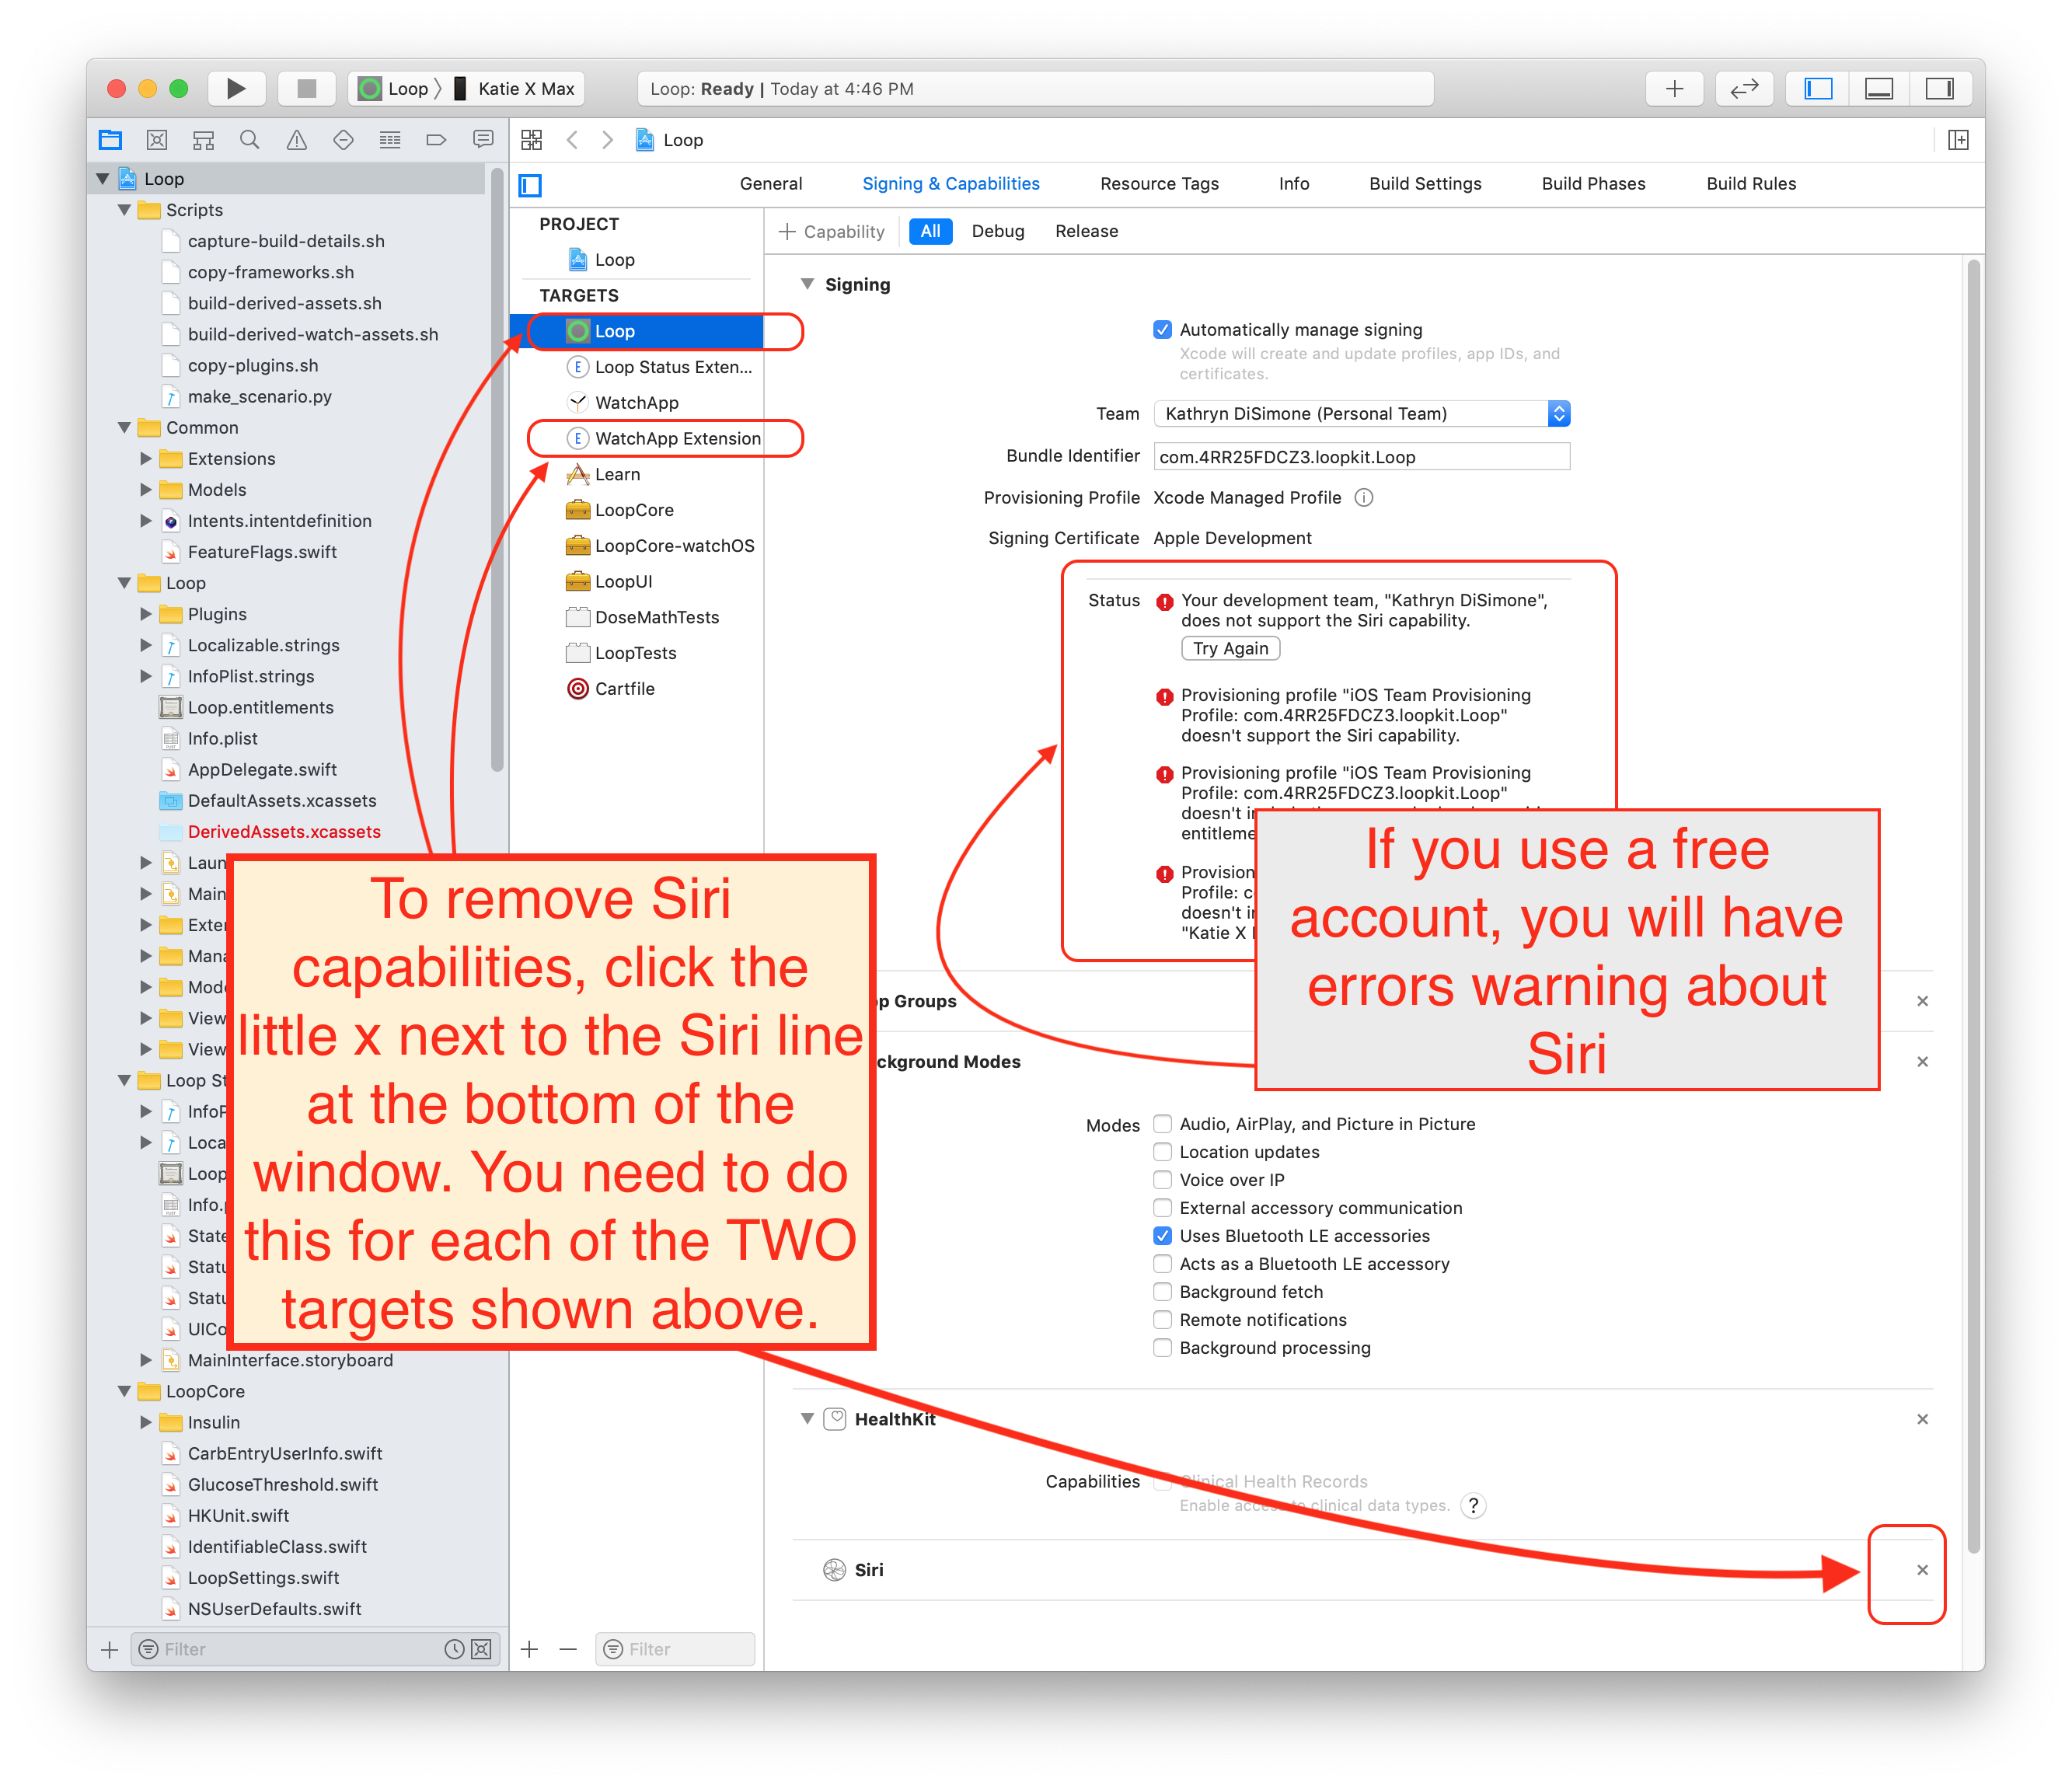 Loop
Katie X Max
Loop: Ready | Today at 4:46 PM
Loop
Loop
Scripts
capture-build-details.sh
copy-frameworks.sh
build-derived-assets.sh
build-derived-watch-assets.sh
copy-plugins.sh
make_scenario.py
Common
Extensions
Models
Intents.intentdefinition
FeatureFlags.swift
Loop
Plugins
Localizable.strings
InfoPlist.strings
Loop.entitlements
Info.plist
AppDelegate.swift
DefaultAssets.xcassets
DerivedAssets.xcassets
Laun
Main
Exter
Mana
Mode
View
View
Loop St
InfoP
Loca
Loop
Info.p
State
Statu
Statu
UICo
MainInterface.storyboard
LoopCore
Insulin
CarbEntryUserInfo.swift
GlucoseThreshold.swift
HKUnit.swift
IdentifiableClass.swift
LoopSettings.swift
NSUserDefaults.swift
Filter
General
Signing & Capabilities
Resource Tags
Info
Build Settings
Build Phases
Build Rules
PROJECT
Loop
TARGETS
Loop
Loop Status Exten...
WatchApp
WatchApp Extension
Learn
LoopCore
LoopCore-watchOS
LoopUI
DoseMathTests
LoopTests
Cartfile
Filter
Capability
All
Debug
Release
Signing
Automatically manage signing
Xcode will create and update profiles, app IDs, and
certificates.
Team
Kathryn DiSimone (Personal Team)
Bundle Identifier
com.4RR25FDCZ3.loopkit.Loop
Provisioning Profile
Xcode Managed Profile
Signing Certificate
Apple Development
Status
Your development team, "Kathryn DiSimone",
does not support the Siri capability.
Try Again
Provisioning profile "iOS Team Provisioning
Profile: com.4RR25FDCZ3.loopkit.Loop"
doesn't support the Siri capability.
Provisioning profile "iOS Team Provisioning
Profile: com.4RR25FDCZ3.loopkit.Loop"
doesn't
entitleme
Provision
Profile: c
doesn't
"Katie X
If you use a free
account, you will have
errors warning about
Siri
To remove Siri
capabilities, click the
little x next to the Siri line
at the bottom of the
window. You need to do
this for each of the TWO
targets shown above.
pp Groups
ckground Modes
Modes
Audio, AirPlay, and Picture in Picture
Location updates
Voice over IP
External accessory communication
Uses Bluetooth LE accessories
Acts as a Bluetooth LE accessory
Background fetch
Remote notifications
Background processing
HealthKit
Capabilities
Clinical Health Records
Enable access to clinical data types. ?
Siri